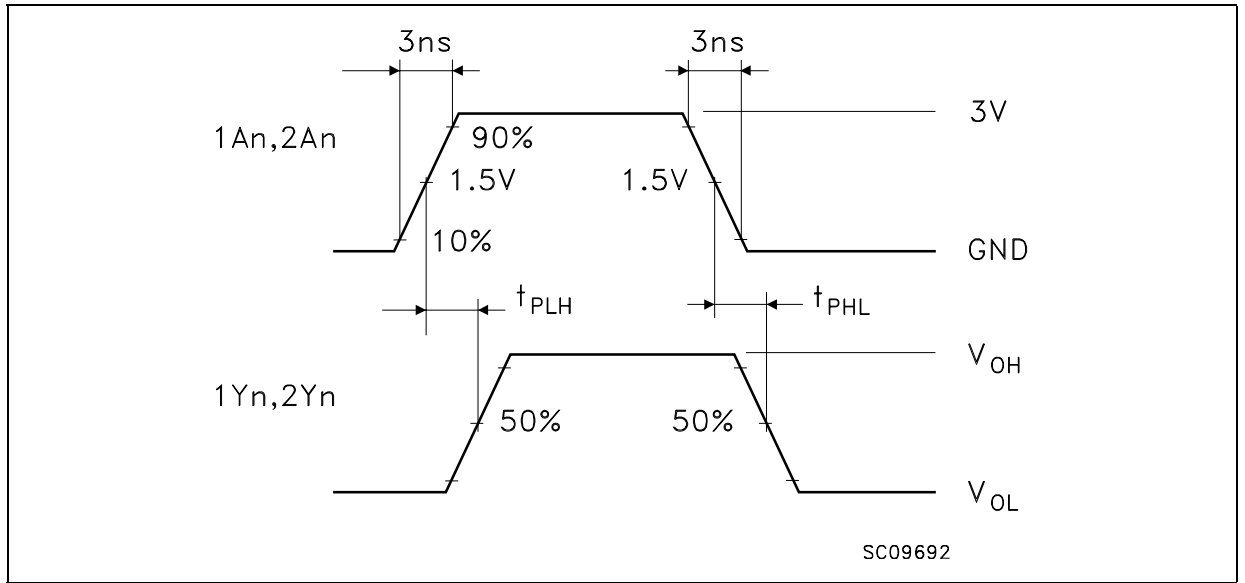 3ns 3ns
3V
1An,2An
90%
1.5V 1.5V
10%
GND
tPLH tPHL
VOH
1Yn,2Yn
50% 50%
VOL
SC09692